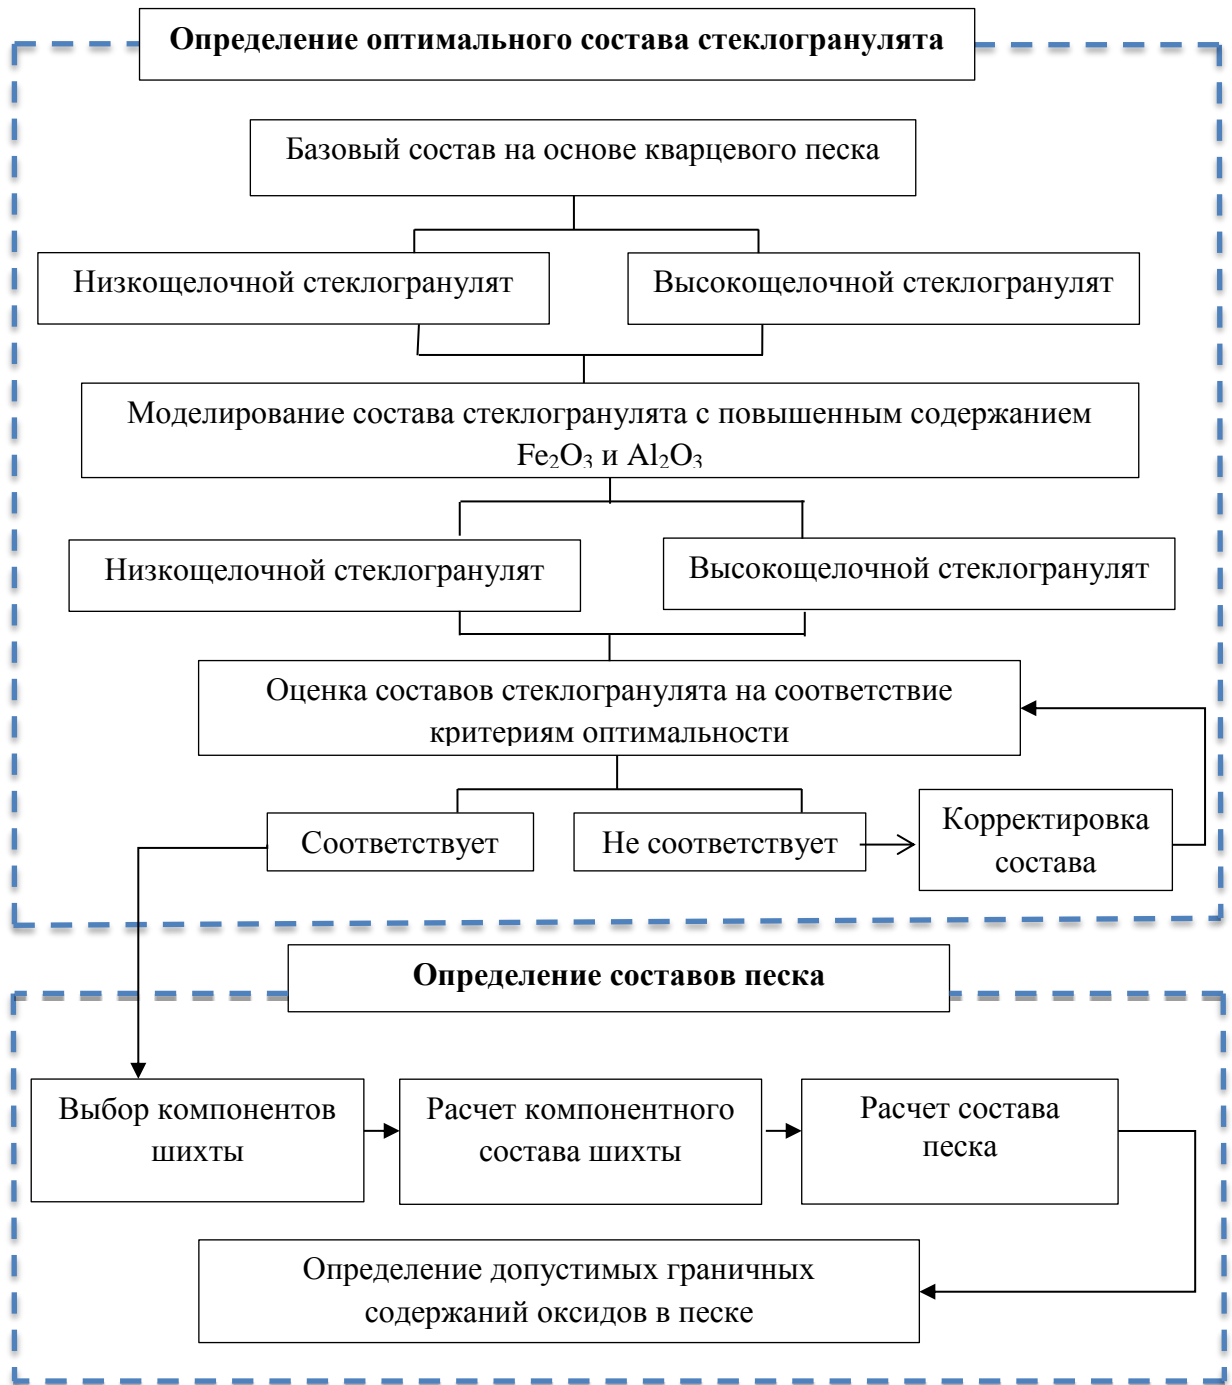 Определение оптимального состава стеклогранулята
Базовый состав на основе кварцевого песка
Низкощелочной стеклогранулят
Высокощелочной стеклогранулят
Моделирование состава стеклогранулята с повышенным содержанием
Fe₂O₃ и Al₂O₃
Низкощелочной стеклогранулят
Высокощелочной стеклогранулят
Оценка составов стеклогранулята на соответствие
критериям оптимальности
Соответствует
Не соответствует
Корректировка
состава
Определение составов песка
Выбор компонентов
шихты
Расчет компонентного
состава шихты
Расчет состава
песка
Определение допустимых граничных
содержаний оксидов в песке